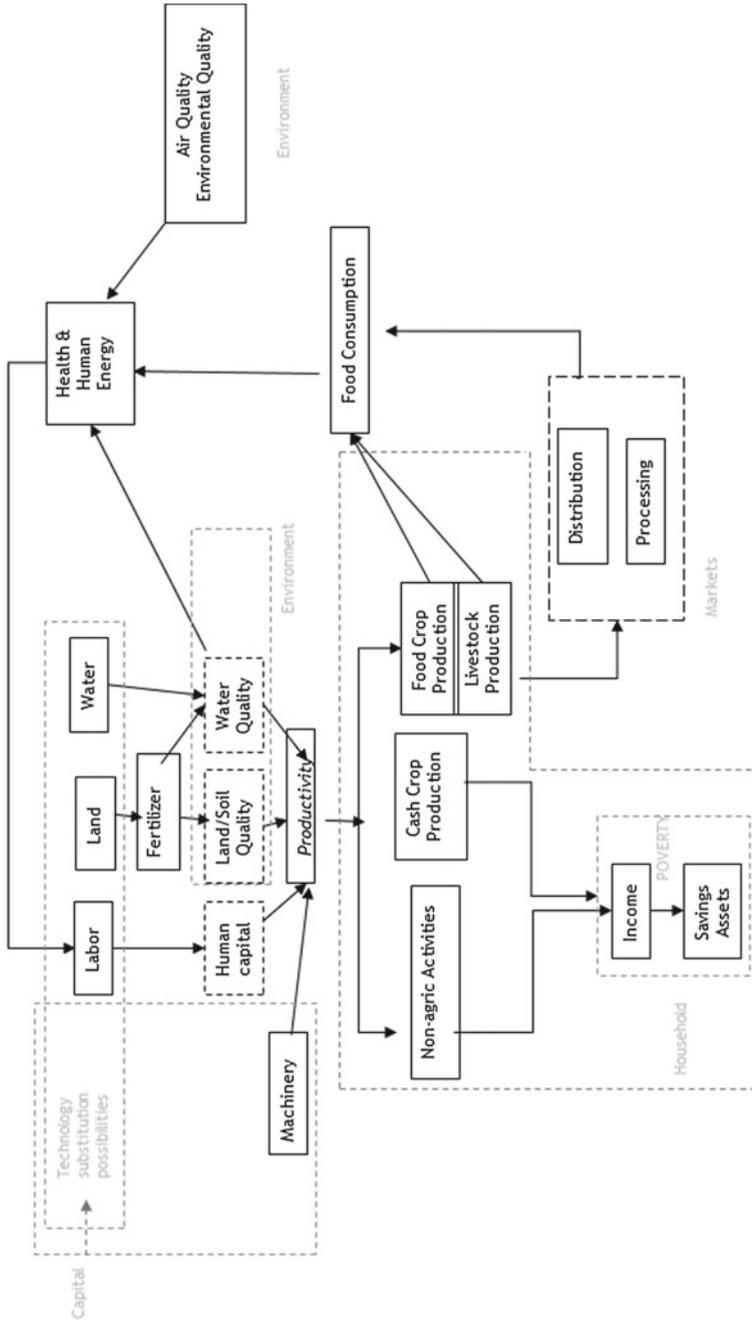 Capital
Technology
substitution
possibilities
Labor
Land
Water
Health &
Human
Energy
Air Quality
Environmental Quality
Environment
Fertilizer
Human
capital
Land/Soil
Quality
Water
Quality
Environment
Machinery
Productivity
Food Consumption
Non-agric Activities
Cash Crop
Production
Food Crop
Production
Livestock
Production
Distribution
Processing
Markets
Income
POVERTY
Savings
Assets
Household